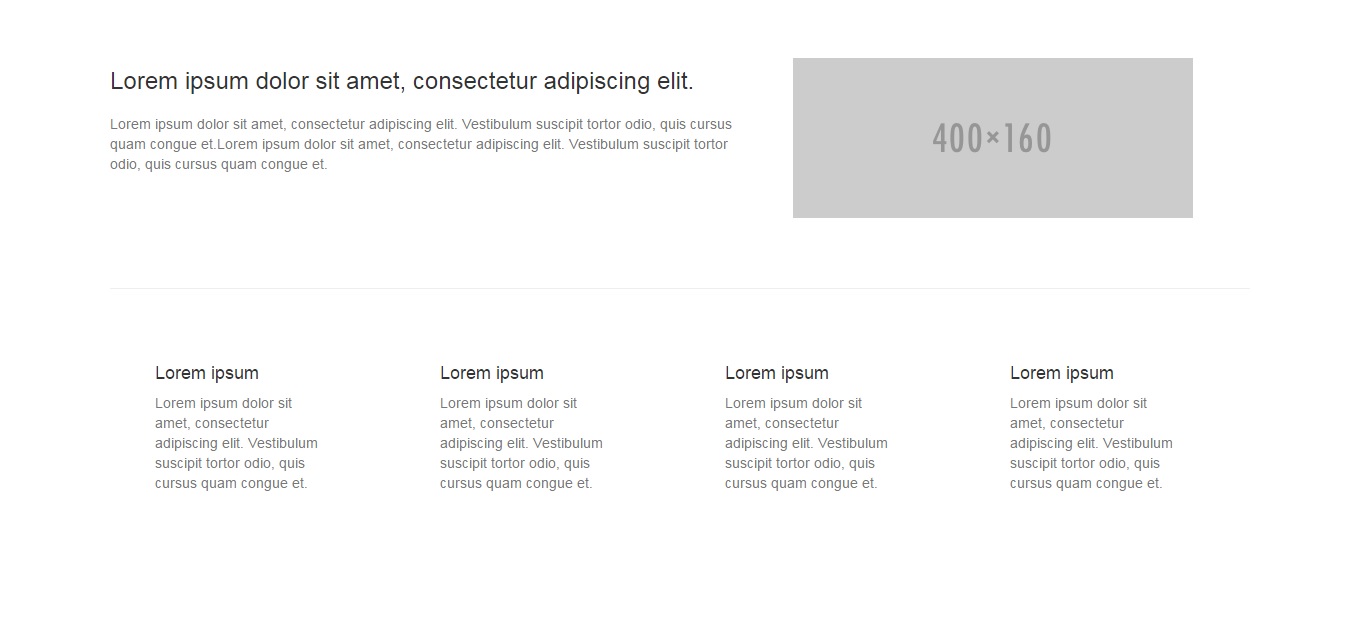 Lorem ipsum dolor sit amet, consectetur adipiscing elit.
Lorem ipsum dolor sit amet, consectetur adipiscing elit. Vestibulum suscipit tortor odio, quis cursus
quam congue et.Lorem ipsum dolor sit amet, consectetur adipiscing elit. Vestibulum suscipit tortor
odio, quis cursus quam congue et.
400×160
Lorem ipsum
Lorem ipsum dolor sit
amet, consectetur
adipiscing elit. Vestibulum
suscipit tortor odio, quis
cursus quam congue et.
Lorem ipsum
Lorem ipsum dolor sit
amet, consectetur
adipiscing elit. Vestibulum
suscipit tortor odio, quis
cursus quam congue et.
Lorem ipsum
Lorem ipsum dolor sit
amet, consectetur
adipiscing elit. Vestibulum
suscipit tortor odio, quis
cursus quam congue et.
Lorem ipsum
Lorem ipsum dolor sit
amet, consectetur
adipiscing elit. Vestibulum
suscipit tortor odio, quis
cursus quam congue et.